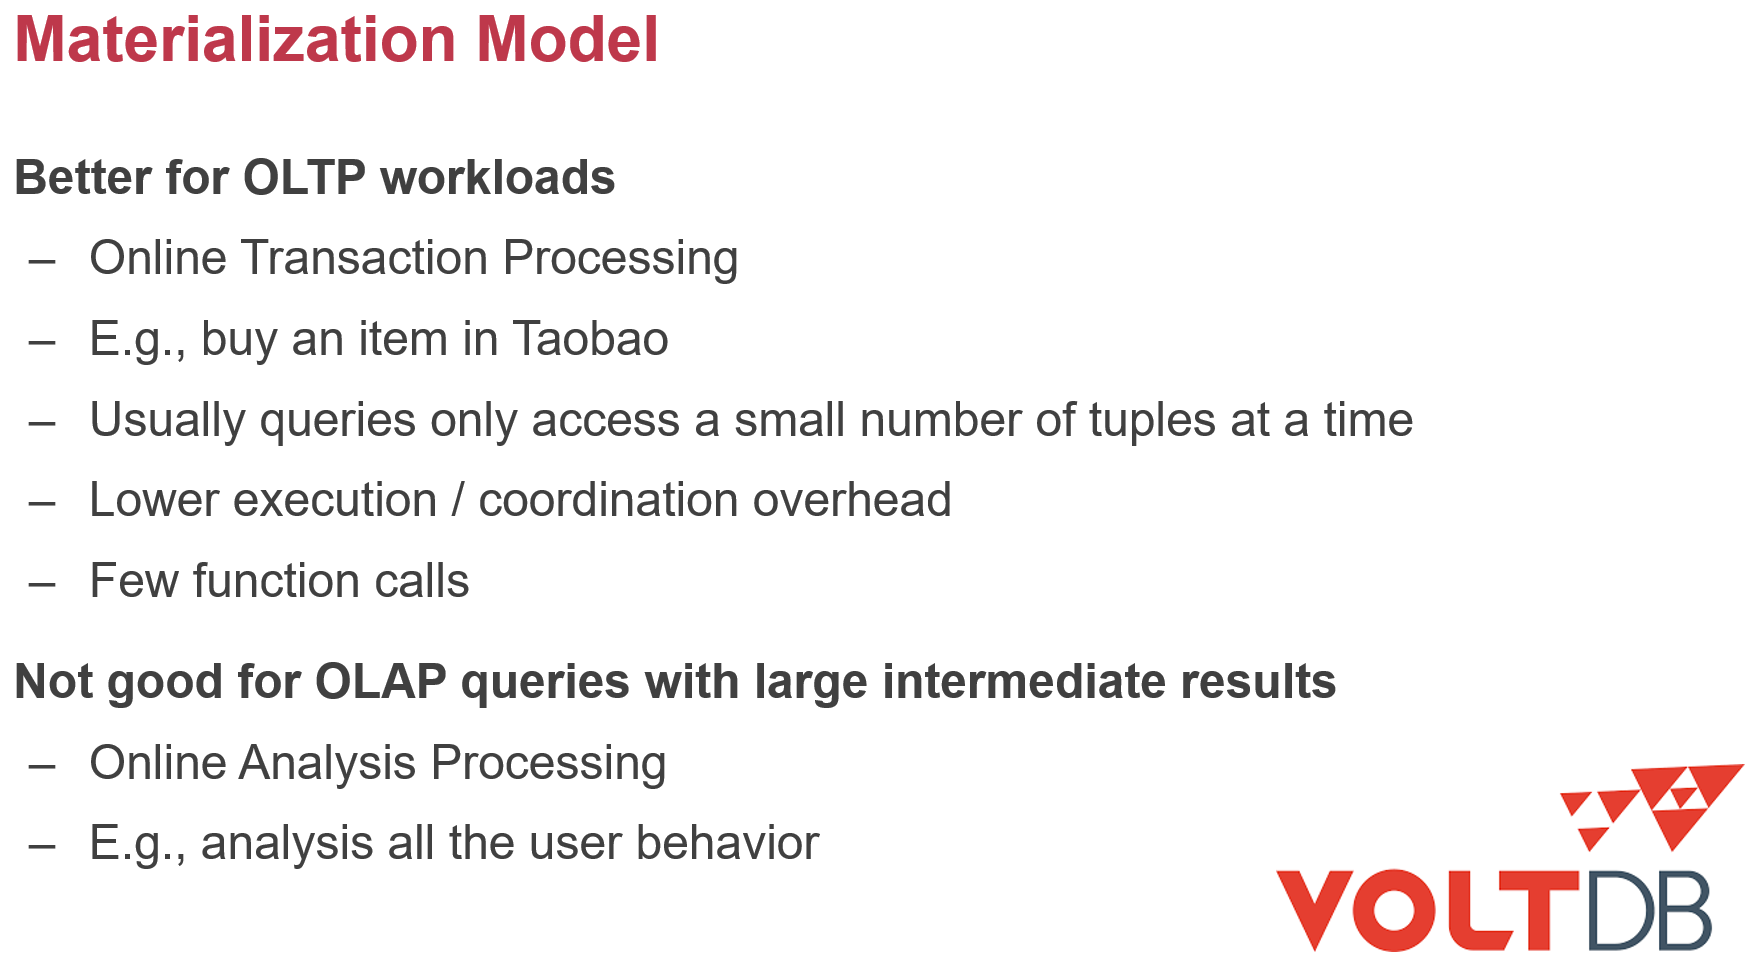 Materialization Model
Better for OLTP workloads
– Online Transaction Processing
– E.g., buy an item in Taobao
– Usually queries only access a small number of tuples at a time
– Lower execution / coordination overhead
– Few function calls
Not good for OLAP queries with large intermediate results
– Online Analysis Processing
– E.g., analysis all the user behavior
VOLTDB